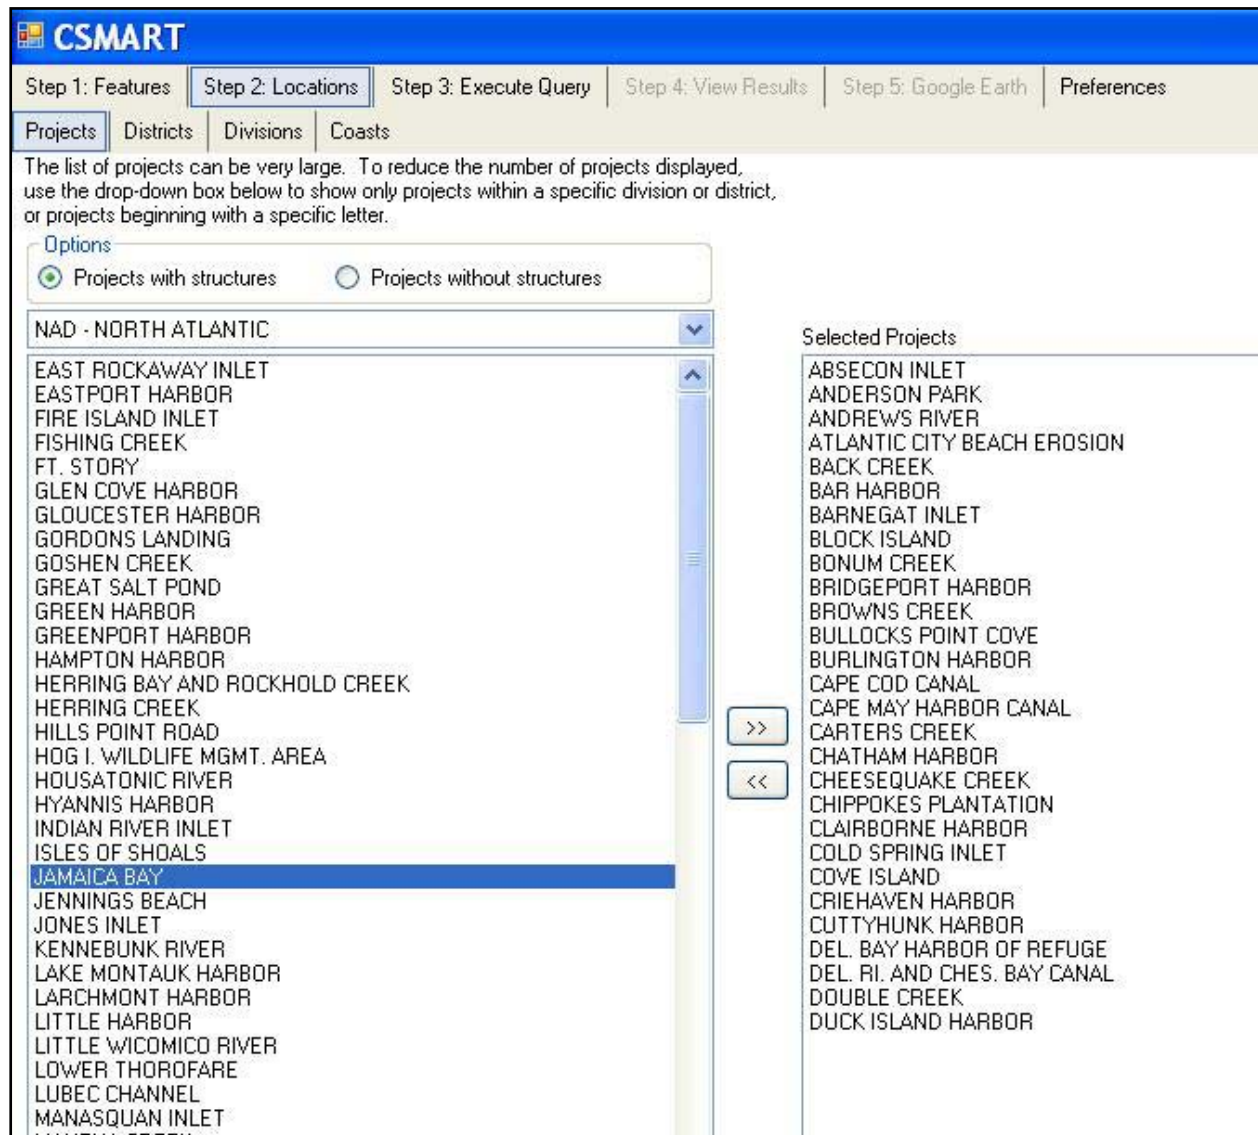 CSMART
Step 1: Features Step 2: Locations Step 3: Execute Query Step 4: View Results Step 5: Google Earth Preferences
Projects Districts Divisions Coasts
The list of projects can be very large. To reduce the number of projects displayed,
use the drop-down box below to show only projects within a specific division or district,
or projects beginning with a specific letter.
Options
Projects with structures Projects without structures
NAD - NORTH ATLANTIC
EAST ROCKAWAY INLET
EASTPORT HARBOR
FIRE ISLAND INLET
FISHING CREEK
FT. STORY
GLEN COVE HARBOR
GLOUCESTER HARBOR
GORDONS LANDING
GOSHEN CREEK
GREAT SALT POND
GREEN HARBOR
GREENPORT HARBOR
HAMPTON HARBOR
HERRING BAY AND ROCKHOLD CREEK
HERRING CREEK
HILLS POINT ROAD
HOG I. WILDLIFE MGMT. AREA
HOUSATONIC RIVER
HYANNIS HARBOR
INDIAN RIVER INLET
ISLES OF SHOALS
JAMAICA BAY
JENNINGS BEACH
JONES INLET
KENNEBUNK RIVER
LAKE MONTAUK HARBOR
LARCHMONT HARBOR
LITTLE HARBOR
LITTLE WICOMICO RIVER
LOWER THOROFARE
LUBEC CHANNEL
MANASQUAN INLET
>>
<<
Selected Projects
ABSECON INLET
ANDERSON PARK
ANDREWS RIVER
ATLANTIC CITY BEACH EROSION
BACK CREEK
BAR HARBOR
BARNEGAT INLET
BLOCK ISLAND
BONUM CREEK
BRIDGEPORT HARBOR
BROWNS CREEK
BULLOCKS POINT COVE
BURLINGTON HARBOR
CAPE COD CANAL
CAPE MAY HARBOR CANAL
CARTERS CREEK
CHATHAM HARBOR
CHEESEQUAKE CREEK
CHIPPOKES PLANTATION
CLAIRBORNE HARBOR
COLD SPRING INLET
COVE ISLAND
CRIEHAVEN HARBOR
CUTTYHUNK HARBOR
DEL. BAY HARBOR OF REFUGE
DEL. RI. AND CHES. BAY CANAL
DOUBLE CREEK
DUCK ISLAND HARBOR